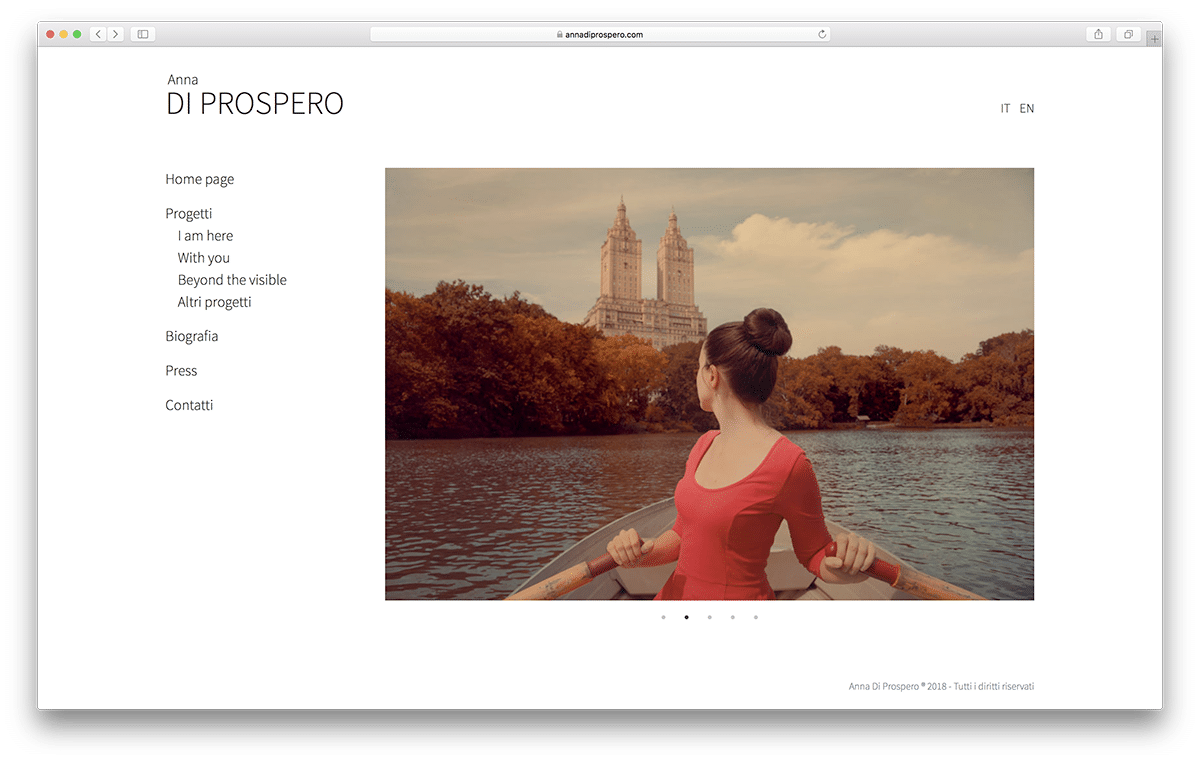 annadiprospero.com
Anna
DI PROSPERO
IT EN
Home page
Progetti
I am here
With you
Beyond the visible
Altri progetti
Biografia
Press
Contatti
Anna Di Prospero ® 2018 - Tutti i diritti riservati